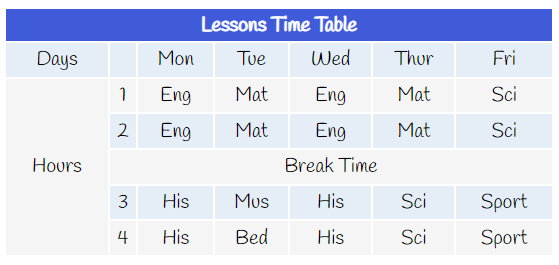 Lessons Time Table
Days Mon Tue Wed Thur Fri
1 Eng Mat Eng Mat Sci
2 Eng Mat Eng Mat Sci
Hours Break Time
3 His Mus His Sci Sport
4 His Bed His Sci Sport